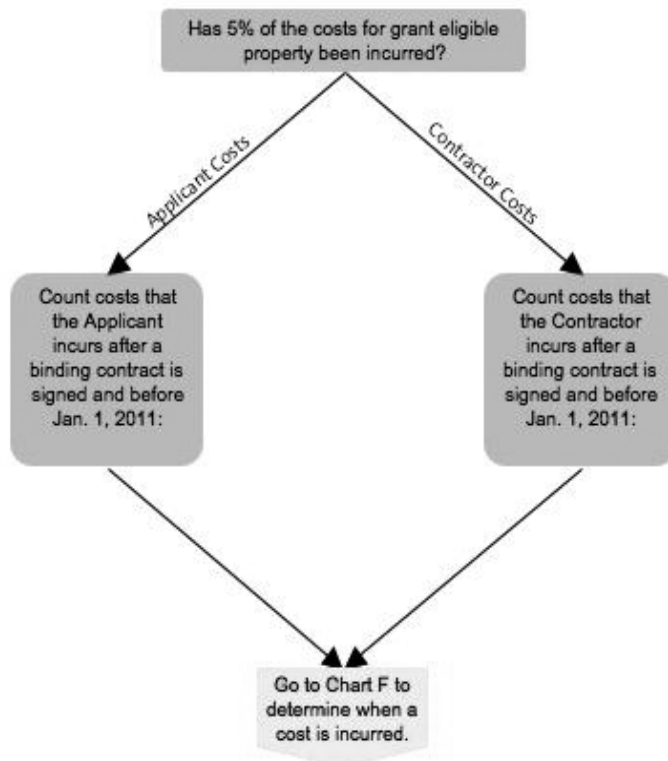 Has 5% of the costs for grant eligible
property been incurred?
Applicant Costs
Contractor Costs
Count costs that
the Applicant
incurs after a
binding contract is
signed and before
Jan. 1, 2011:
Count costs that
the Contractor
incurs after a
binding contract is
signed and before
Jan. 1, 2011:
Go to Chart F to
determine when a
cost is incurred.